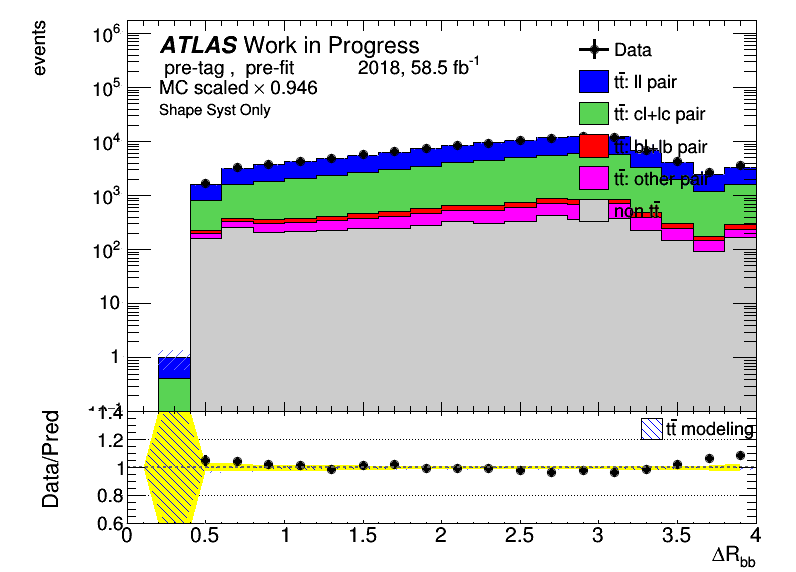 events
10⁶
10⁵
10⁴
10³
10²
10
1
ATLAS Work in Progress
pre-tag , pre-fit 2018, 58.5 fb⁻¹
MC scaled × 0.946
Shape Syst Only
Data
tt̄: ll pair
tt̄: cl+lc pair
tt̄: bl+lb pair
tt̄: other pair
non tt̄
Data/Pred
1.4
1.2
1
0.8
0.6
tt̄ modeling
0 0.5 1 1.5 2 2.5 3 3.5 4
ΔR_bb